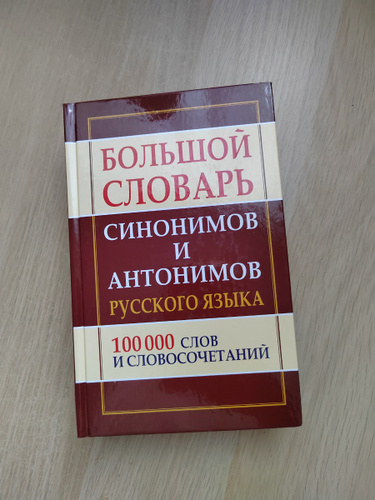 БОЛЬШОЙ
СЛОВАРЬ
СИНОНИМОВ
И
АНТОНИМОВ
РУССКОГО ЯЗЫКА
100 000 СЛОВ
И СЛОВОСОЧЕТАНИЙ